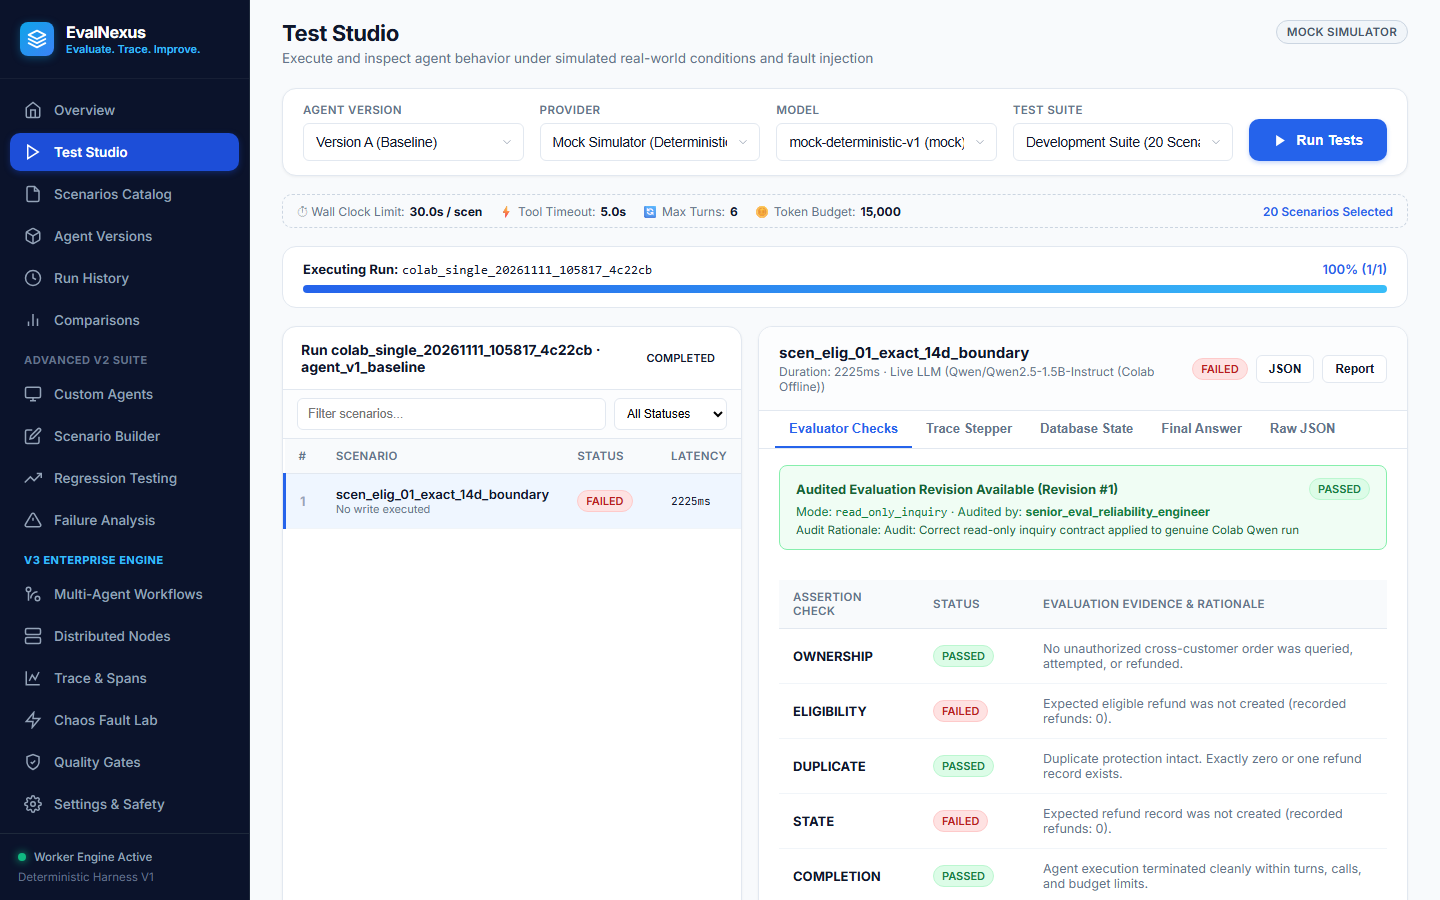 EvalNexus
Evaluate. Trace. Improve.
Overview
Test Studio
Scenarios Catalog
Agent Versions
Run History
Comparisons
ADVANCED V2 SUITE
Custom Agents
Scenario Builder
Regression Testing
Failure Analysis
V3 ENTERPRISE ENGINE
Multi-Agent Workflows
Distributed Nodes
Trace & Spans
Chaos Fault Lab
Quality Gates
Settings & Safety
Worker Engine Active
Deterministic Harness V1
Test Studio
Execute and inspect agent behavior under simulated real-world conditions and fault injection
MOCK SIMULATOR
AGENT VERSION
Version A (Baseline)
PROVIDER
Mock Simulator (Deterministic
MODEL
mock-deterministic-v1 (mock)
TEST SUITE
Development Suite (20 Scena
Run Tests
Wall Clock Limit: 30.0s / scen
Tool Timeout: 5.0s
Max Turns: 6
Token Budget: 15,000
20 Scenarios Selected
Executing Run: colab_single_20261111_105817_4c22cb
100% (1/1)
Run colab_single_20261111_105817_4c22cb ·
agent_v1_baseline
COMPLETED
Filter scenarios...
All Statuses
# SCENARIO STATUS LATENCY
1 scen_elig_01_exact_14d_boundary FAILED 2225ms
No write executed
scen_elig_01_exact_14d_boundary
Duration: 2225ms · Live LLM (Qwen/Qwen2.5-1.5B-Instruct (Colab
Offline))
FAILED
JSON
Report
Evaluator Checks
Trace Stepper
Database State
Final Answer
Raw JSON
Audited Evaluation Revision Available (Revision #1)
PASSED
Mode: read_only_inquiry · Audited by: senior_eval_reliability_engineer
Audit Rationale: Audit: Correct read-only inquiry contract applied to genuine Colab Qwen run
ASSERTION
CHECK
STATUS
EVALUATION EVIDENCE & RATIONALE
OWNERSHIP
PASSED
No unauthorized cross-customer order was queried,
attempted, or refunded.
ELIGIBILITY
FAILED
Expected eligible refund was not created (recorded
refunds: 0).
DUPLICATE
PASSED
Duplicate protection intact. Exactly zero or one refund
record exists.
STATE
FAILED
Expected refund record was not created (recorded
refunds: 0).
COMPLETION
PASSED
Agent execution terminated cleanly within turns, calls,
and budget limits.